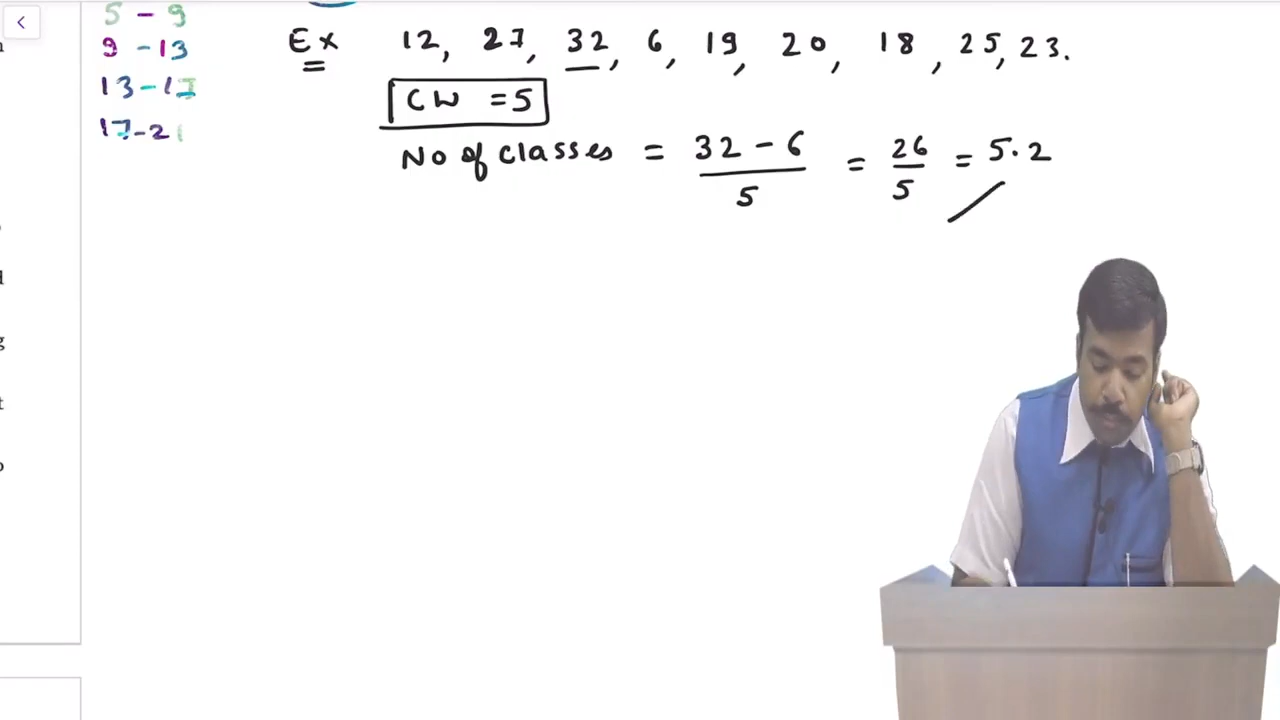 5 - 9
9 - 13
13 - 17
17 - 21
Ex 12, 27, 32, 6, 19, 20, 18, 25, 23.
CW = 5
No of classes = 32 - 6 / 5 = 26 / 5 = 5.2